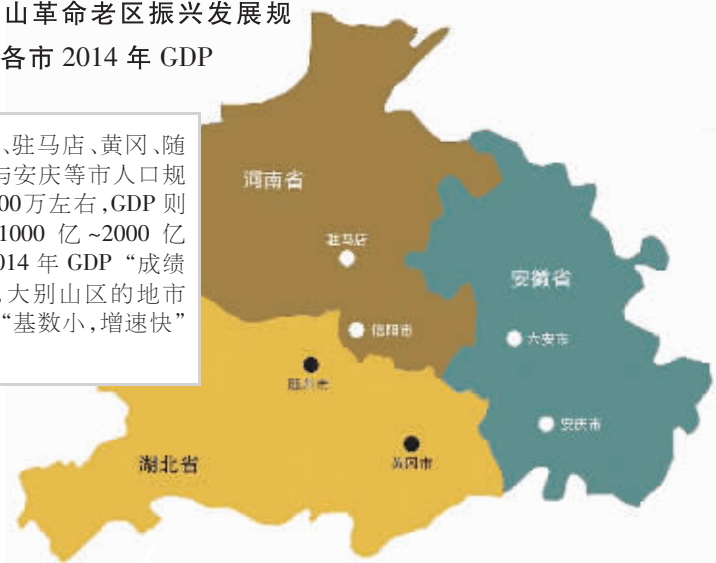 山革命老区振兴发展规
各市 2014 年 GDP
、驻马店、黄冈、随
与安庆等市人口规
00万左右,GDP 则
1000 亿~2000 亿
014 年 GDP “成绩
大别山区的地市
“基数小,增速快”
河南省
驻马店
安徽省
信阳市
六安市
随州市
安庆市
黄冈市
湖北省